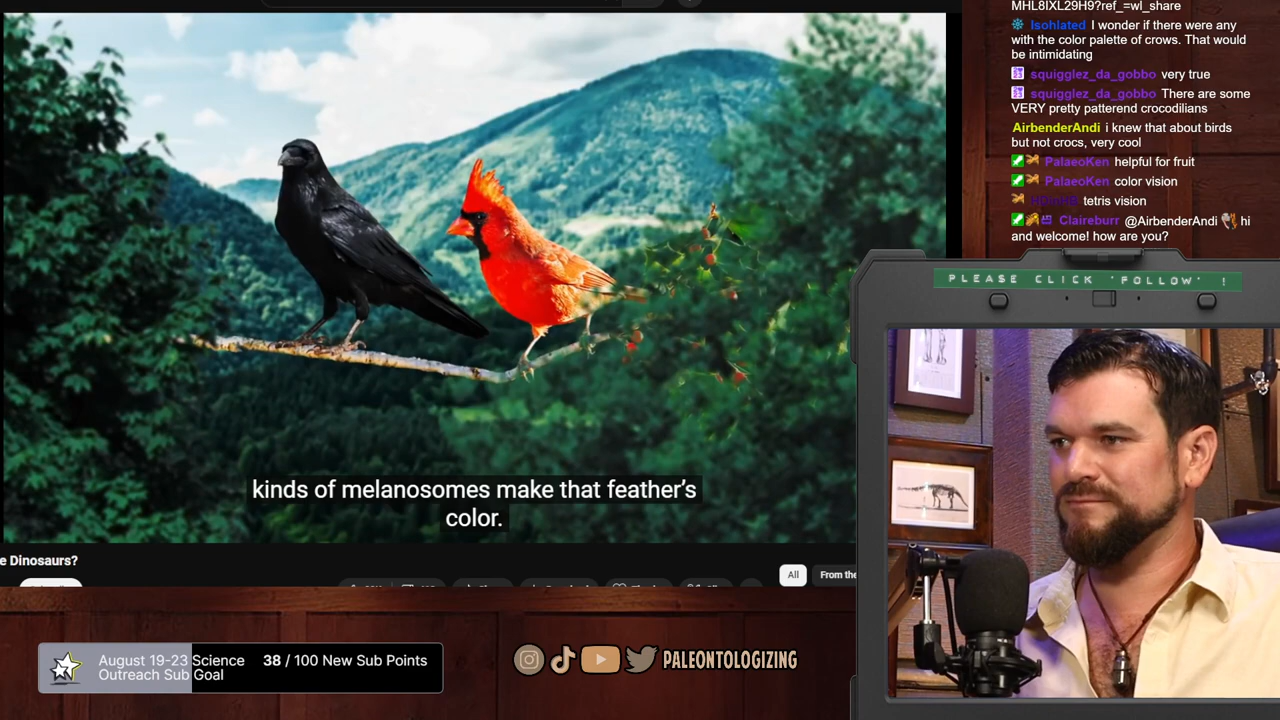 MHL8IXL29H9?ref_=wl_share
Isohlated I wonder if there were any
with the color palette of crows. That would
be intimidating
squigglez_da_gobbo very true
squigglez_da_gobbo There are some
VERY pretty patterend crocodilians
AirbenderAndi i knew that about birds
but not crocs, very cool
PalaeoKen helpful for fruit
PalaeoKen color vision
tetris vision
Claireburr @AirbenderAndi hi
and welcome! how are you?
PLEASE CLICK "FOLLOW" !
kinds of melanosomes make that feather's
color.
e Dinosaurs?
All
From the
August 19-23 Science
Outreach Sub Goal
38 / 100 New Sub Points
PALEONTOLOGIZING